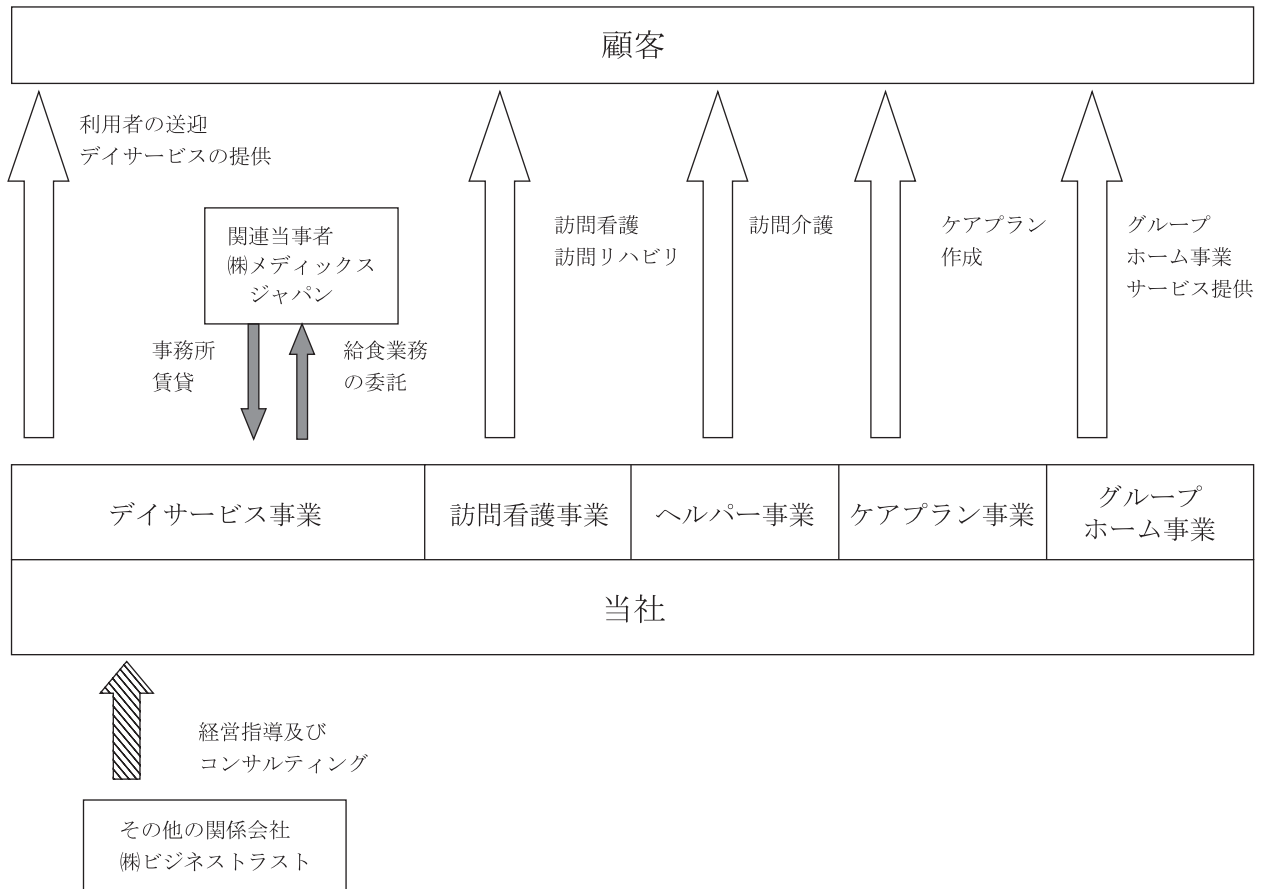 顧客
利用者の送迎
デイサービスの提供
関連当事者
㈱メディックス
ジャパン
事務所
賃貸
給食業務
の委託
訪問看護
訪問リハビリ
訪問介護
ケアプラン
作成
グループ
ホーム事業
サービス提供
デイサービス事業
訪問看護事業
ヘルパー事業
ケアプラン事業
グループ
ホーム事業
当社
経営指導及び
コンサルティング
その他の関係会社
㈱ビジネストラスト